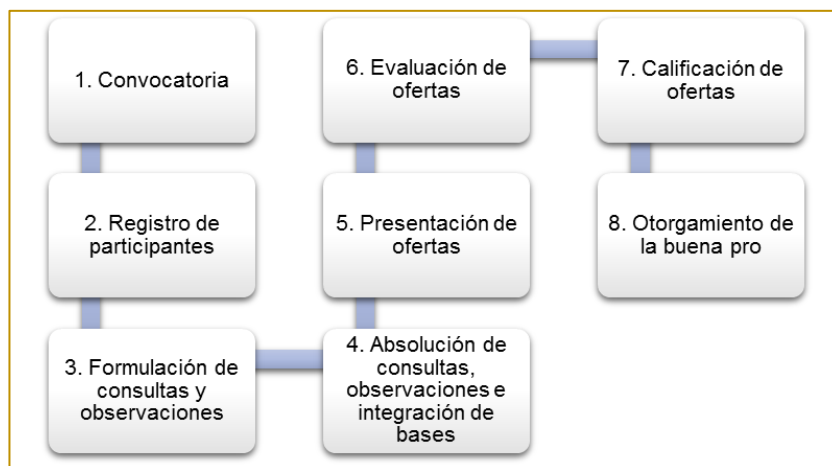 1. Convocatoria
2. Registro de
participantes
3. Formulación de
consultas y
observaciones
4. Absolución de
consultas,
observaciones e
integración de
bases
5. Presentación de
ofertas
6. Evaluación de
ofertas
7. Calificación de
ofertas
8. Otorgamiento de
la buena pro